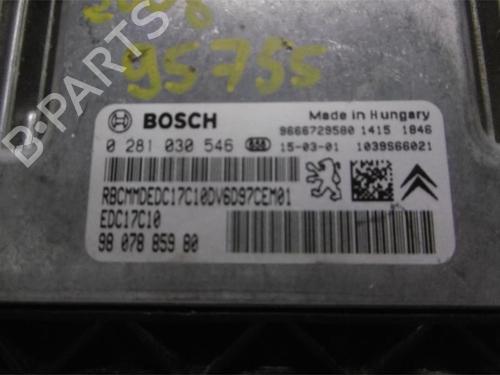 2008
95755
B-PARTS
BOSCH
Made in Hungary
9666729580 1415 1846
0 281 030 546 15-03-01 1039S66021
RBCMMDEDC17C10DV6D97CEM01
EDC17C10
98 078 859 80